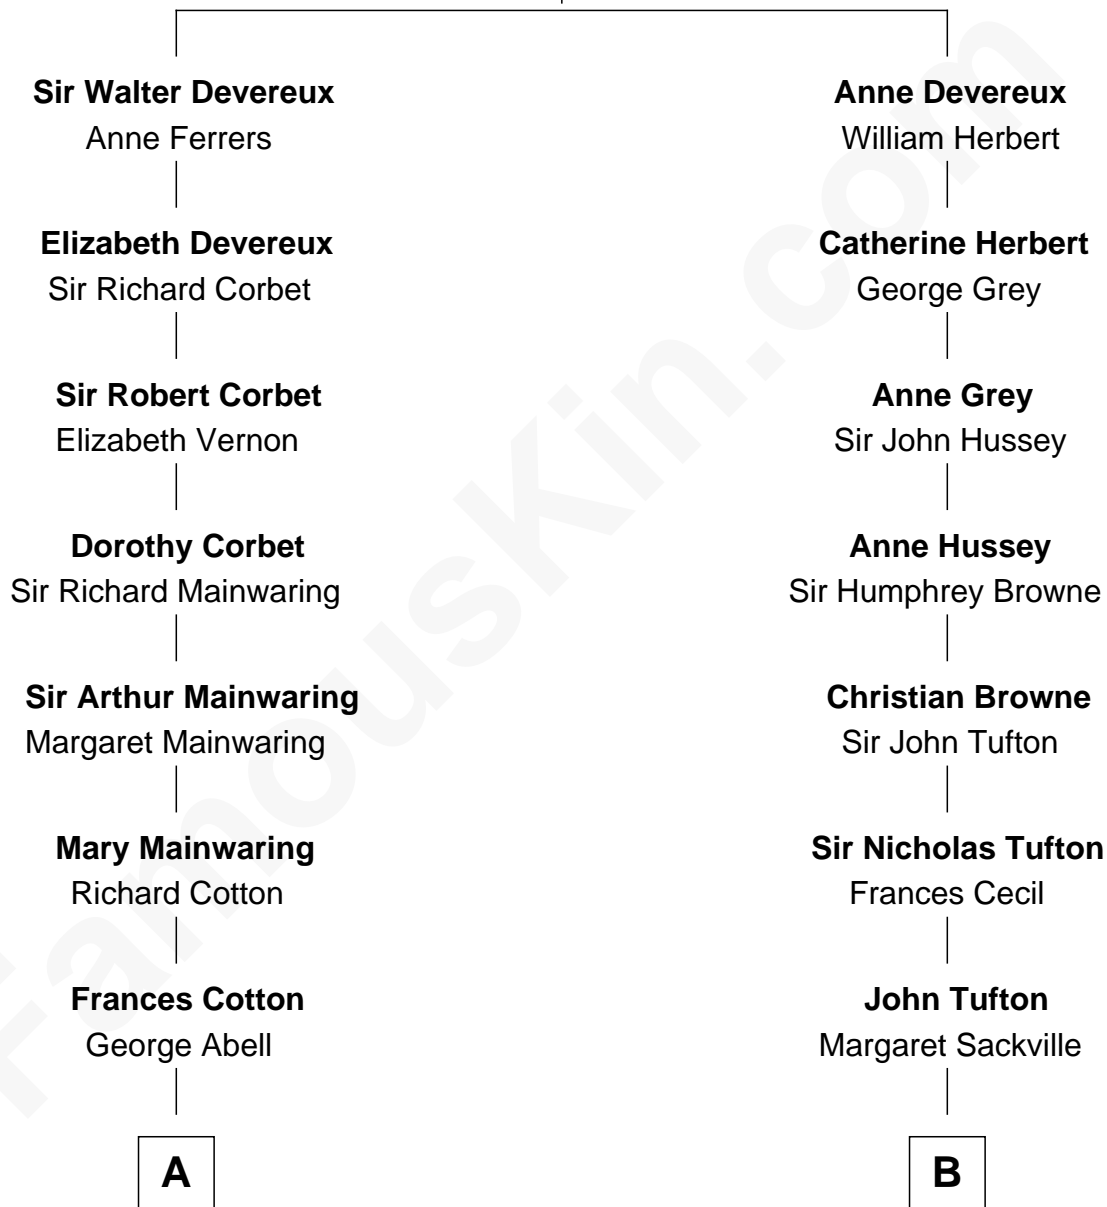 Sir Walter Devereux
Anne Ferrers
Elizabeth Devereux
Sir Richard Corbet
Sir Robert Corbet
Elizabeth Vernon
Dorothy Corbet
Sir Richard Mainwaring
Sir Arthur Mainwaring
Margaret Mainwaring
Mary Mainwaring
Richard Cotton
Frances Cotton
George Abell
A
Anne Devereux
William Herbert
Catherine Herbert
George Grey
Anne Grey
Sir John Hussey
Anne Hussey
Sir Humphrey Browne
Christian Browne
Sir John Tufton
Sir Nicholas Tufton
Frances Cecil
John Tufton
Margaret Sackville
B
FamousKin.com